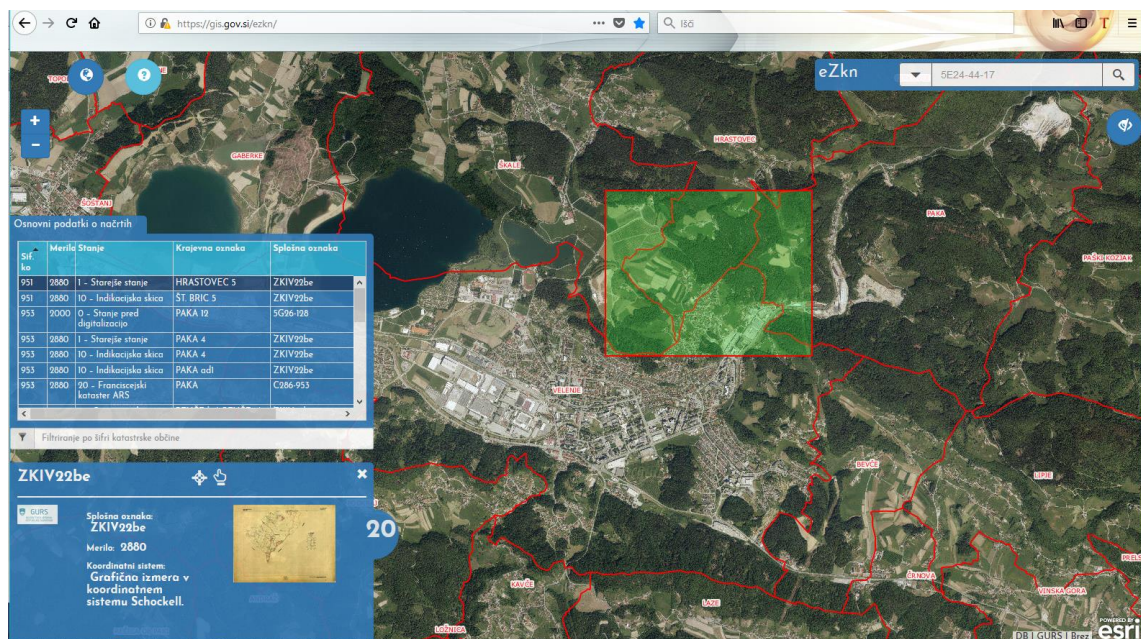 https://gis.gov.si/ezkn/
Išči
eZkn
5E24-44-17
TOPOL
GABERKE
ŠOŠTANJ
ŠKALE
HRASTOVEC
PAKA
PAŠKI KOZJAK
VELENJE
BEVČE
LIPJE
ČRNOVA
VINSKA GORA
KAVČE
LAZE
LOŽNICA
Osnovni podatki o načrtih
Šif. ko Merilo Stanje Krajevna oznaka Splošna oznaka
951 2880 1 - Starejše stanje HRASTOVEC 5 ZKIV22be
951 2880 10 - Indikacijska skica ŠT. BRIC 5 ZKIV22be
953 2000 0 - Stanje pred digitalizacijo PAKA 12 5G26-128
953 2880 1 - Starejše stanje PAKA 4 ZKIV22be
953 2880 10 - Indikacijska skica PAKA 4 ZKIV22be
953 2880 10 - Indikacijska skica PAKA od1 ZKIV22be
953 2880 20 - Franciscejski kataster ARS PAKA C286-953
Filtriranje po šifri katastrske občine
ZKIV22be
GURS
Splošna oznaka:
ZKIV22be
Merilo: 2880
Koordinatni sistem:
Grafična izmera v
koordinatnem
sistemu Schockell.
20
DB | GURS | Brez
POWERED BY
esri